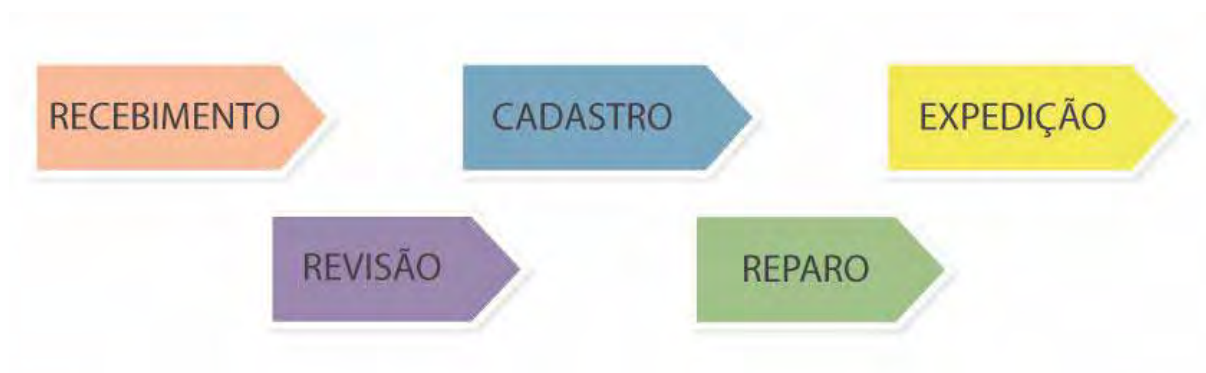 RECEBIMENTO
CADASTRO
EXPEDIÇÃO
REVISÃO
REPARO